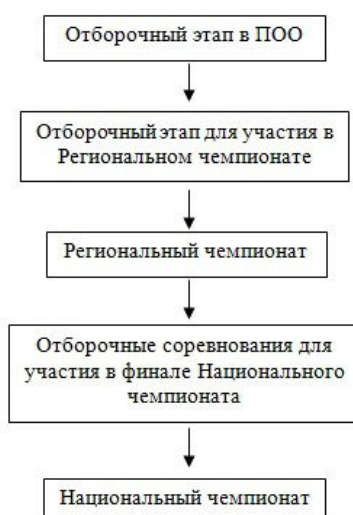 Отборочный этап в ПОО
Отборочный этап для участия в
Региональном чемпионате
Региональный чемпионат
Отборочные соревнования для
участия в финале Национального
чемпионата
Национальный чемпионат